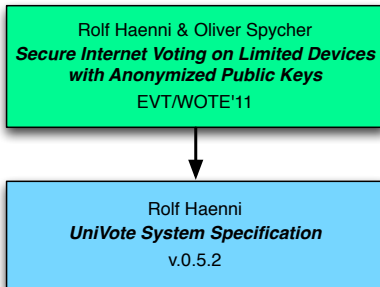 Rolf Haenni & Oliver Spycher
Secure Internet Voting on Limited Devices
with Anonymized Public Keys
EVT/WOTE'11
Rolf Haenni
UniVote System Specification
v.0.5.2